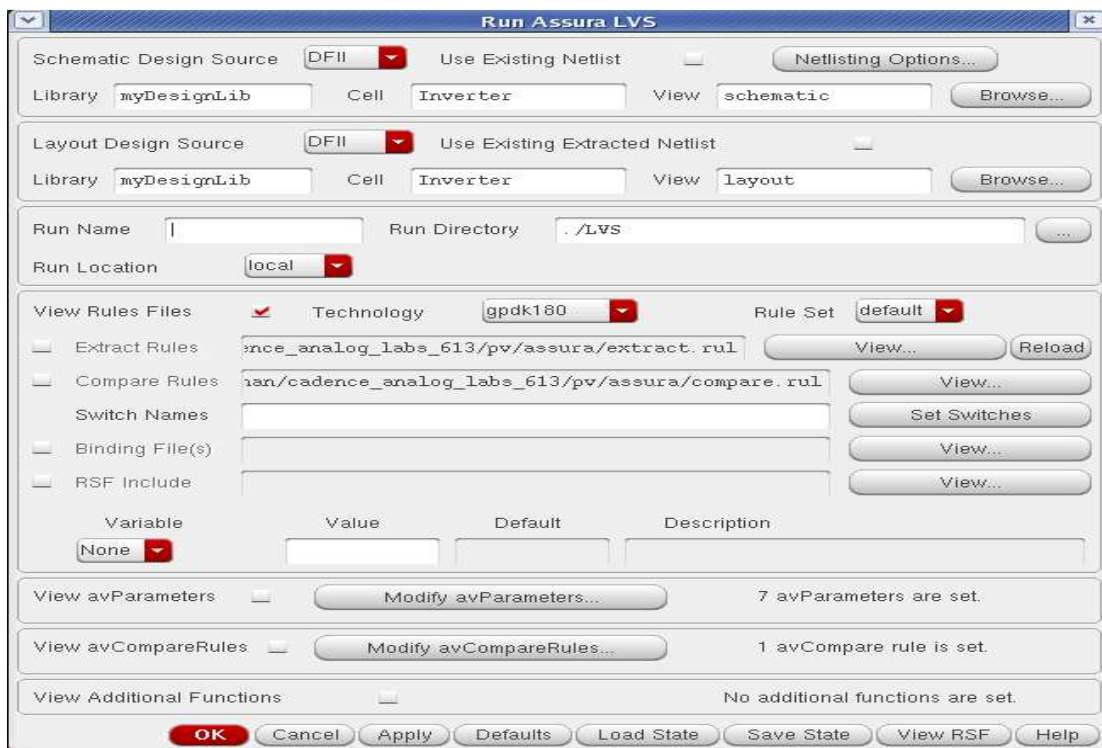 Run Assura LVS
Schematic Design Source DFII Use Existing Netlist Netlisting Options...
Library myDesignLib Cell Inverter View schematic Browse...
Layout Design Source DFII Use Existing Extracted Netlist
Library myDesignLib Cell Inverter View layout Browse...
Run Name Run Directory ./LVS ...
Run Location local
View Rules Files Technology gpdk180 Rule Set default
Extract Rules ence_analog_labs_613/pv/assura/extract.rul View... Reload
Compare Rules an/cadence_analog_labs_613/pv/assura/compare.rul View...
Switch Names Set Switches
Binding File(s) View...
RSF Include View...
Variable Value Default Description
None
View avParameters Modify avParameters... 7 avParameters are set.
View avCompareRules Modify avCompareRules... 1 avCompare rule is set.
View Additional Functions No additional functions are set.
OK Cancel Apply Defaults Load State Save State View RSF Help